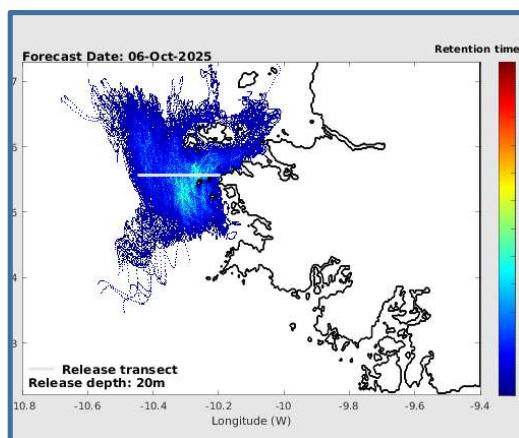 Retention time
Forecast Date: 06-Oct-2025
7
6
5
4
3
Release transect
Release depth: 20m
10.8 -10.6 -10.4 -10.2 -10 -9.8 -9.6 -9.4
Longitude (W)